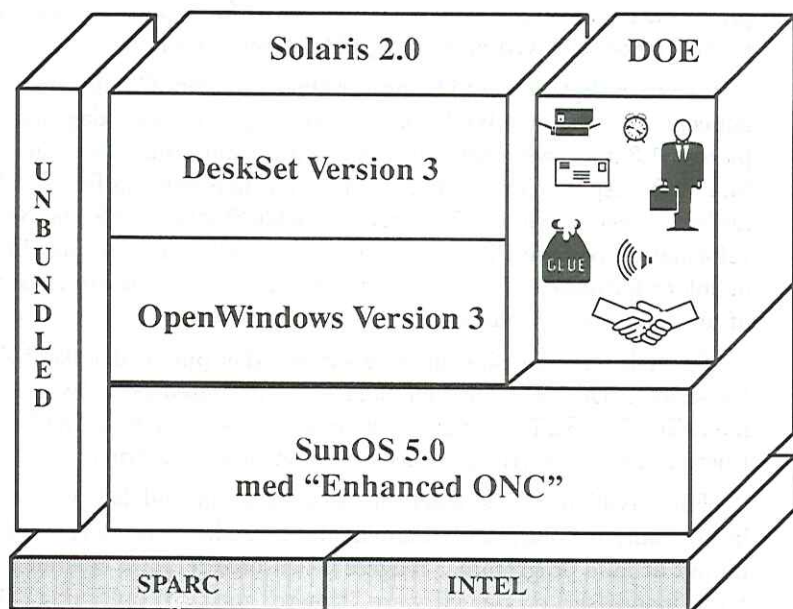 Solaris 2.0
DOE
UNBUNDLED
DeskSet Version 3
GLUE
OpenWindows Version 3
SunOS 5.0
med “Enhanced ONC”
SPARC
INTEL